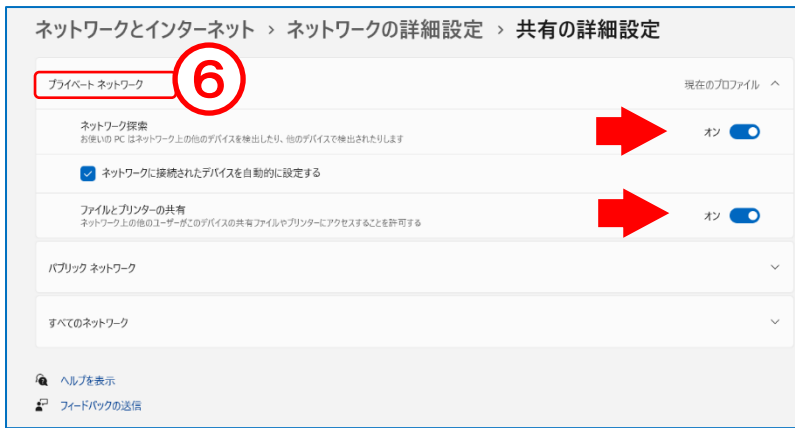 ネットワークとインターネット › ネットワークの詳細設定 › 共有の詳細設定
⑥
プライベート ネットワーク 現在のプロファイル
ネットワーク探索
お使いの PC はネットワーク上の他のデバイスを検出したり、他のデバイスで検出されたりします
オン
ネットワークに接続されたデバイスを自動的に設定する
ファイルとプリンターの共有
ネットワーク上の他のユーザーがこのデバイスの共有ファイルやプリンターにアクセスすることを許可する
オン
パブリック ネットワーク
すべてのネットワーク
ヘルプを表示
フィードバックの送信